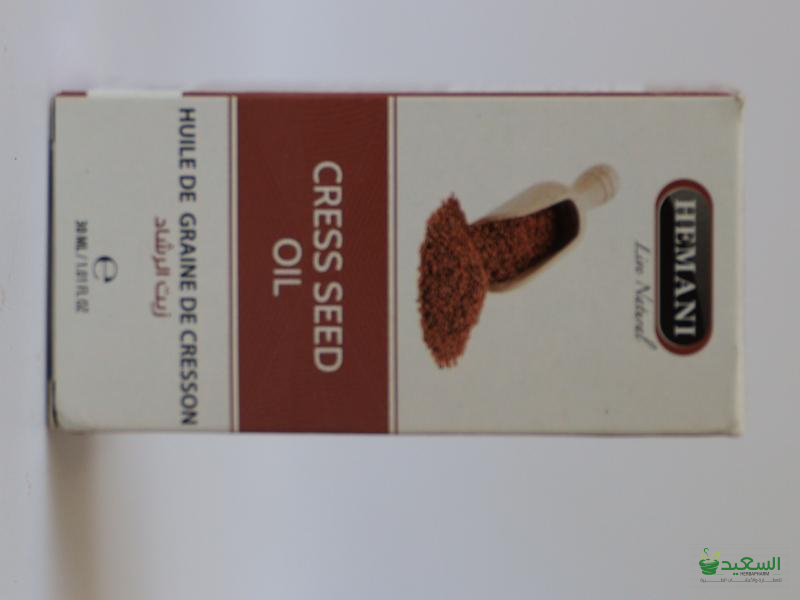 HEMANI
Live Natural
CRESS SEED
OIL
HUILE DE GRAINE DE CRESSON
زيت الرشاد
e
30 ML / 1.01 FL OZ
السعيد
HERBAPHARM